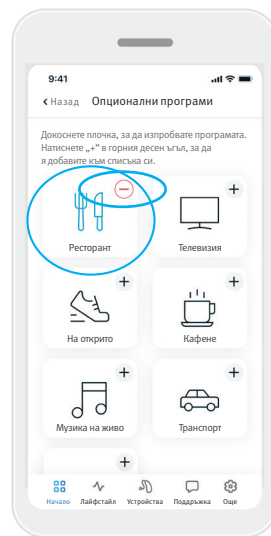 9:41
Назад Опционални програми
Докоснете плочка, за да изпробвате програмата.
Натиснете „+“ в горния десен ъгъл, за да
я добавите към списъка си.
Ресторант
Телевизия
На открито
Кафене
Музика на живо
Транспорт
Начало Лайфстайл Устройства Поддръжка Още